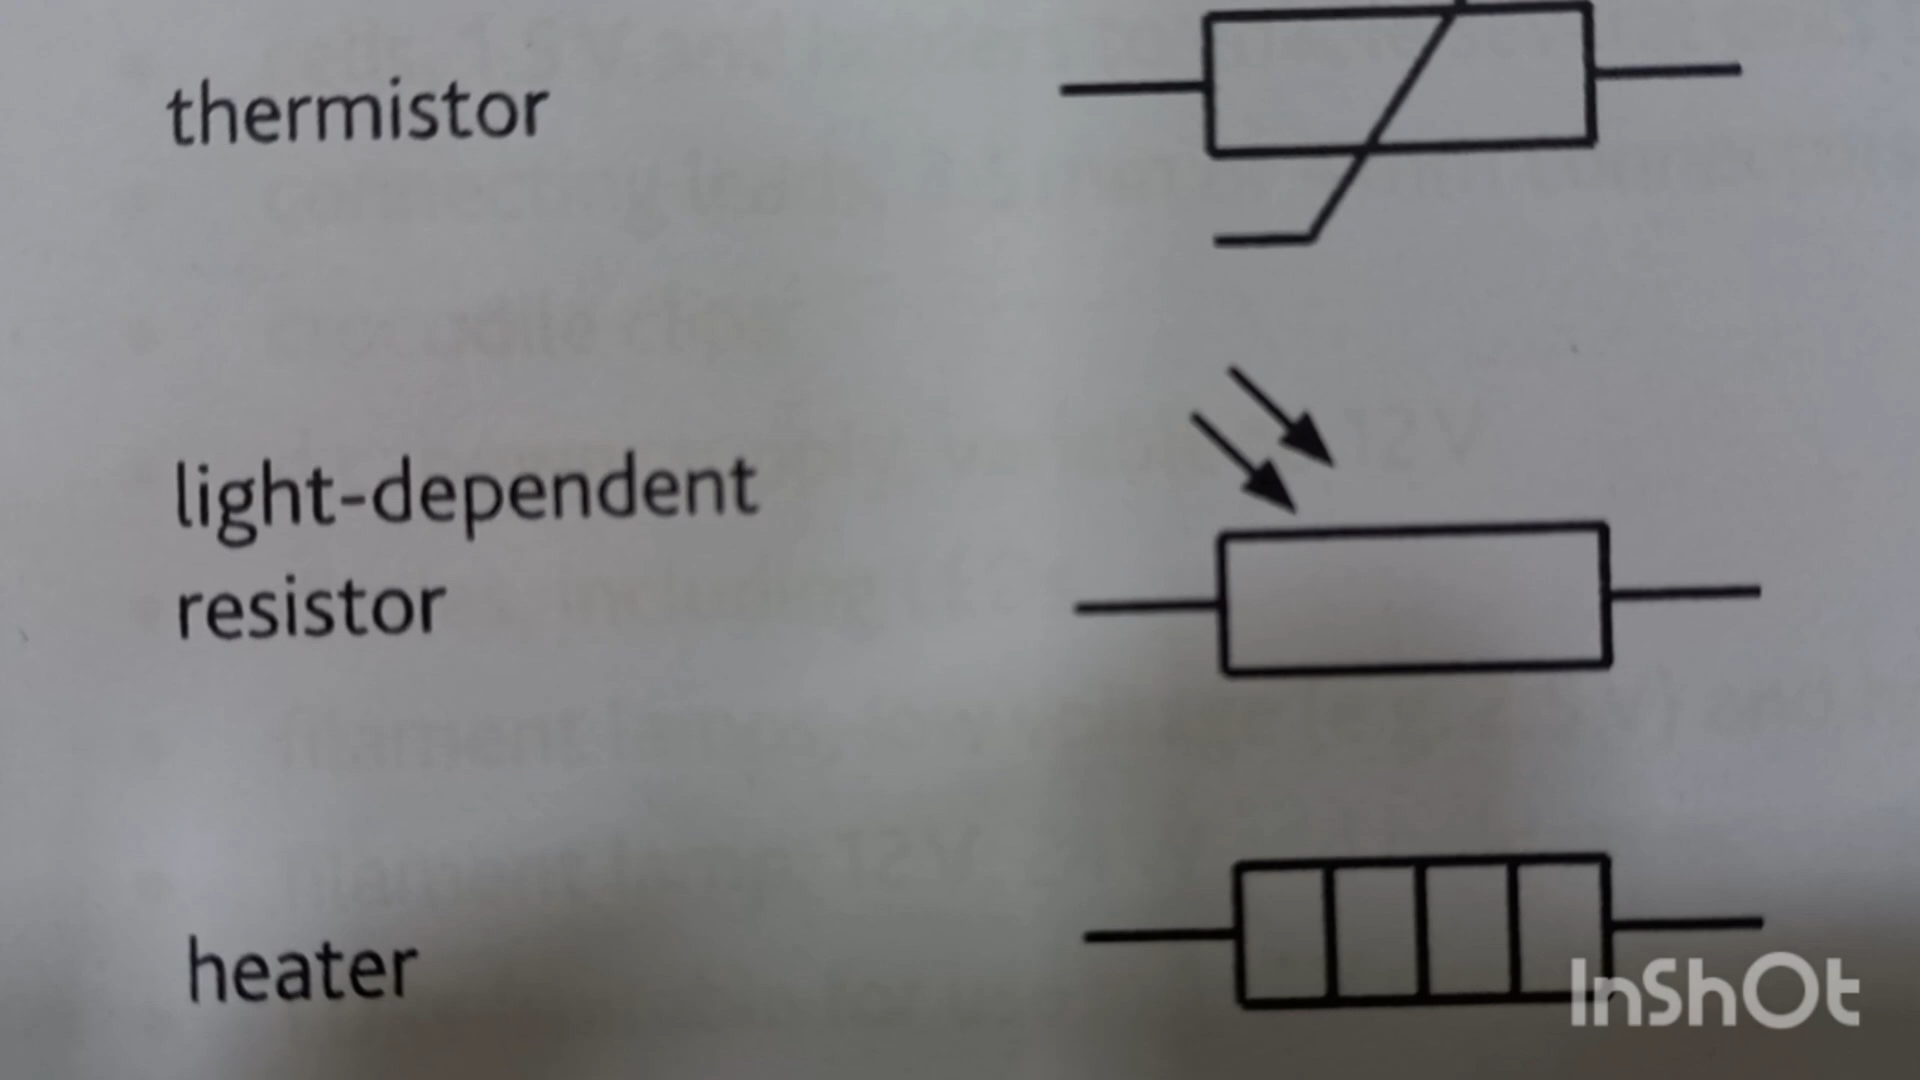 thermistor
light-dependent
resistor
heater
InShOt